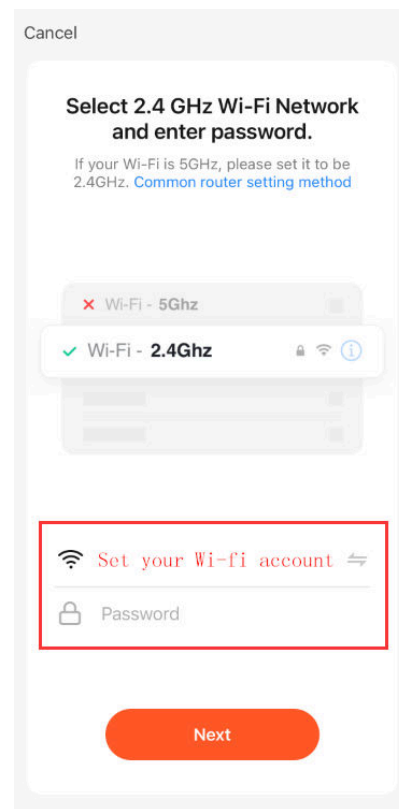 Cancel
Select 2.4 GHz Wi-Fi Network
and enter password.
If your Wi-Fi is 5GHz, please set it to be
2.4GHz. Common router setting method
Wi-Fi - 5Ghz
Wi-Fi - 2.4Ghz
Set your Wi-fi account
Password
Next